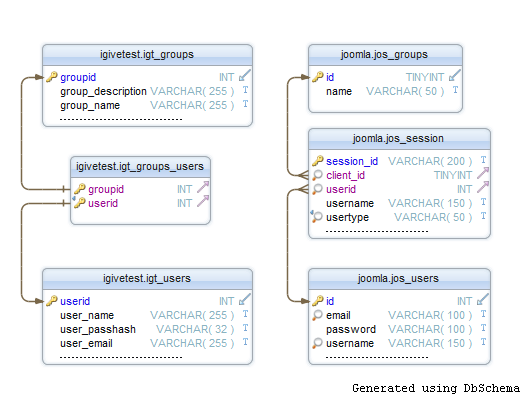 igivetest.igt_groups
groupid INT
group_description VARCHAR( 255 ) T
group_name VARCHAR( 255 ) T
igivetest.igt_groups_users
groupid INT
userid INT
igivetest.igt_users
userid INT
user_name VARCHAR( 255 ) T
user_passhash VARCHAR( 32 ) T
user_email VARCHAR( 255 ) T
joomla.jos_groups
id TINYINT
name VARCHAR( 50 ) T
joomla.jos_session
session_id VARCHAR( 200 ) T
client_id TINYINT
userid INT
username VARCHAR( 150 ) T
usertype VARCHAR( 50 ) T
joomla.jos_users
id INT
email VARCHAR( 100 ) T
password VARCHAR( 100 ) T
username VARCHAR( 150 ) T
Generated using DbSchema